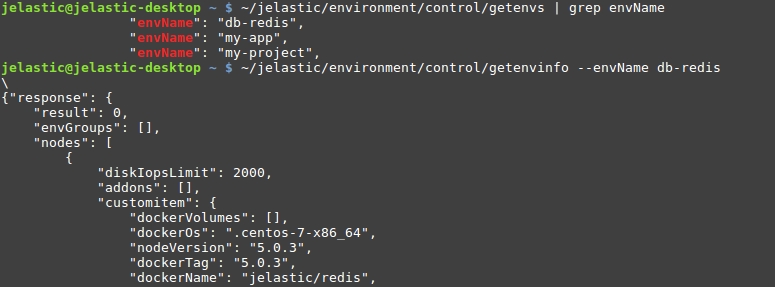 jelastic@jelastic-desktop ~ $ ~/jelastic/environment/control/getenvs | grep envName
                "envName": "db-redis",
                "envName": "my-app",
                "envName": "my-project",
jelastic@jelastic-desktop ~ $ ~/jelastic/environment/control/getenvinfo --envName db-redis
\
{"response": {
    "result": 0,
    "envGroups": [],
    "nodes": [
        {
            "diskIopsLimit": 2000,
            "addons": [],
            "customitem": {
                "dockerVolumes": [],
                "dockerOs": ".centos-7-x86_64",
                "nodeVersion": "5.0.3",
                "dockerTag": "5.0.3",
                "dockerName": "jelastic/redis",